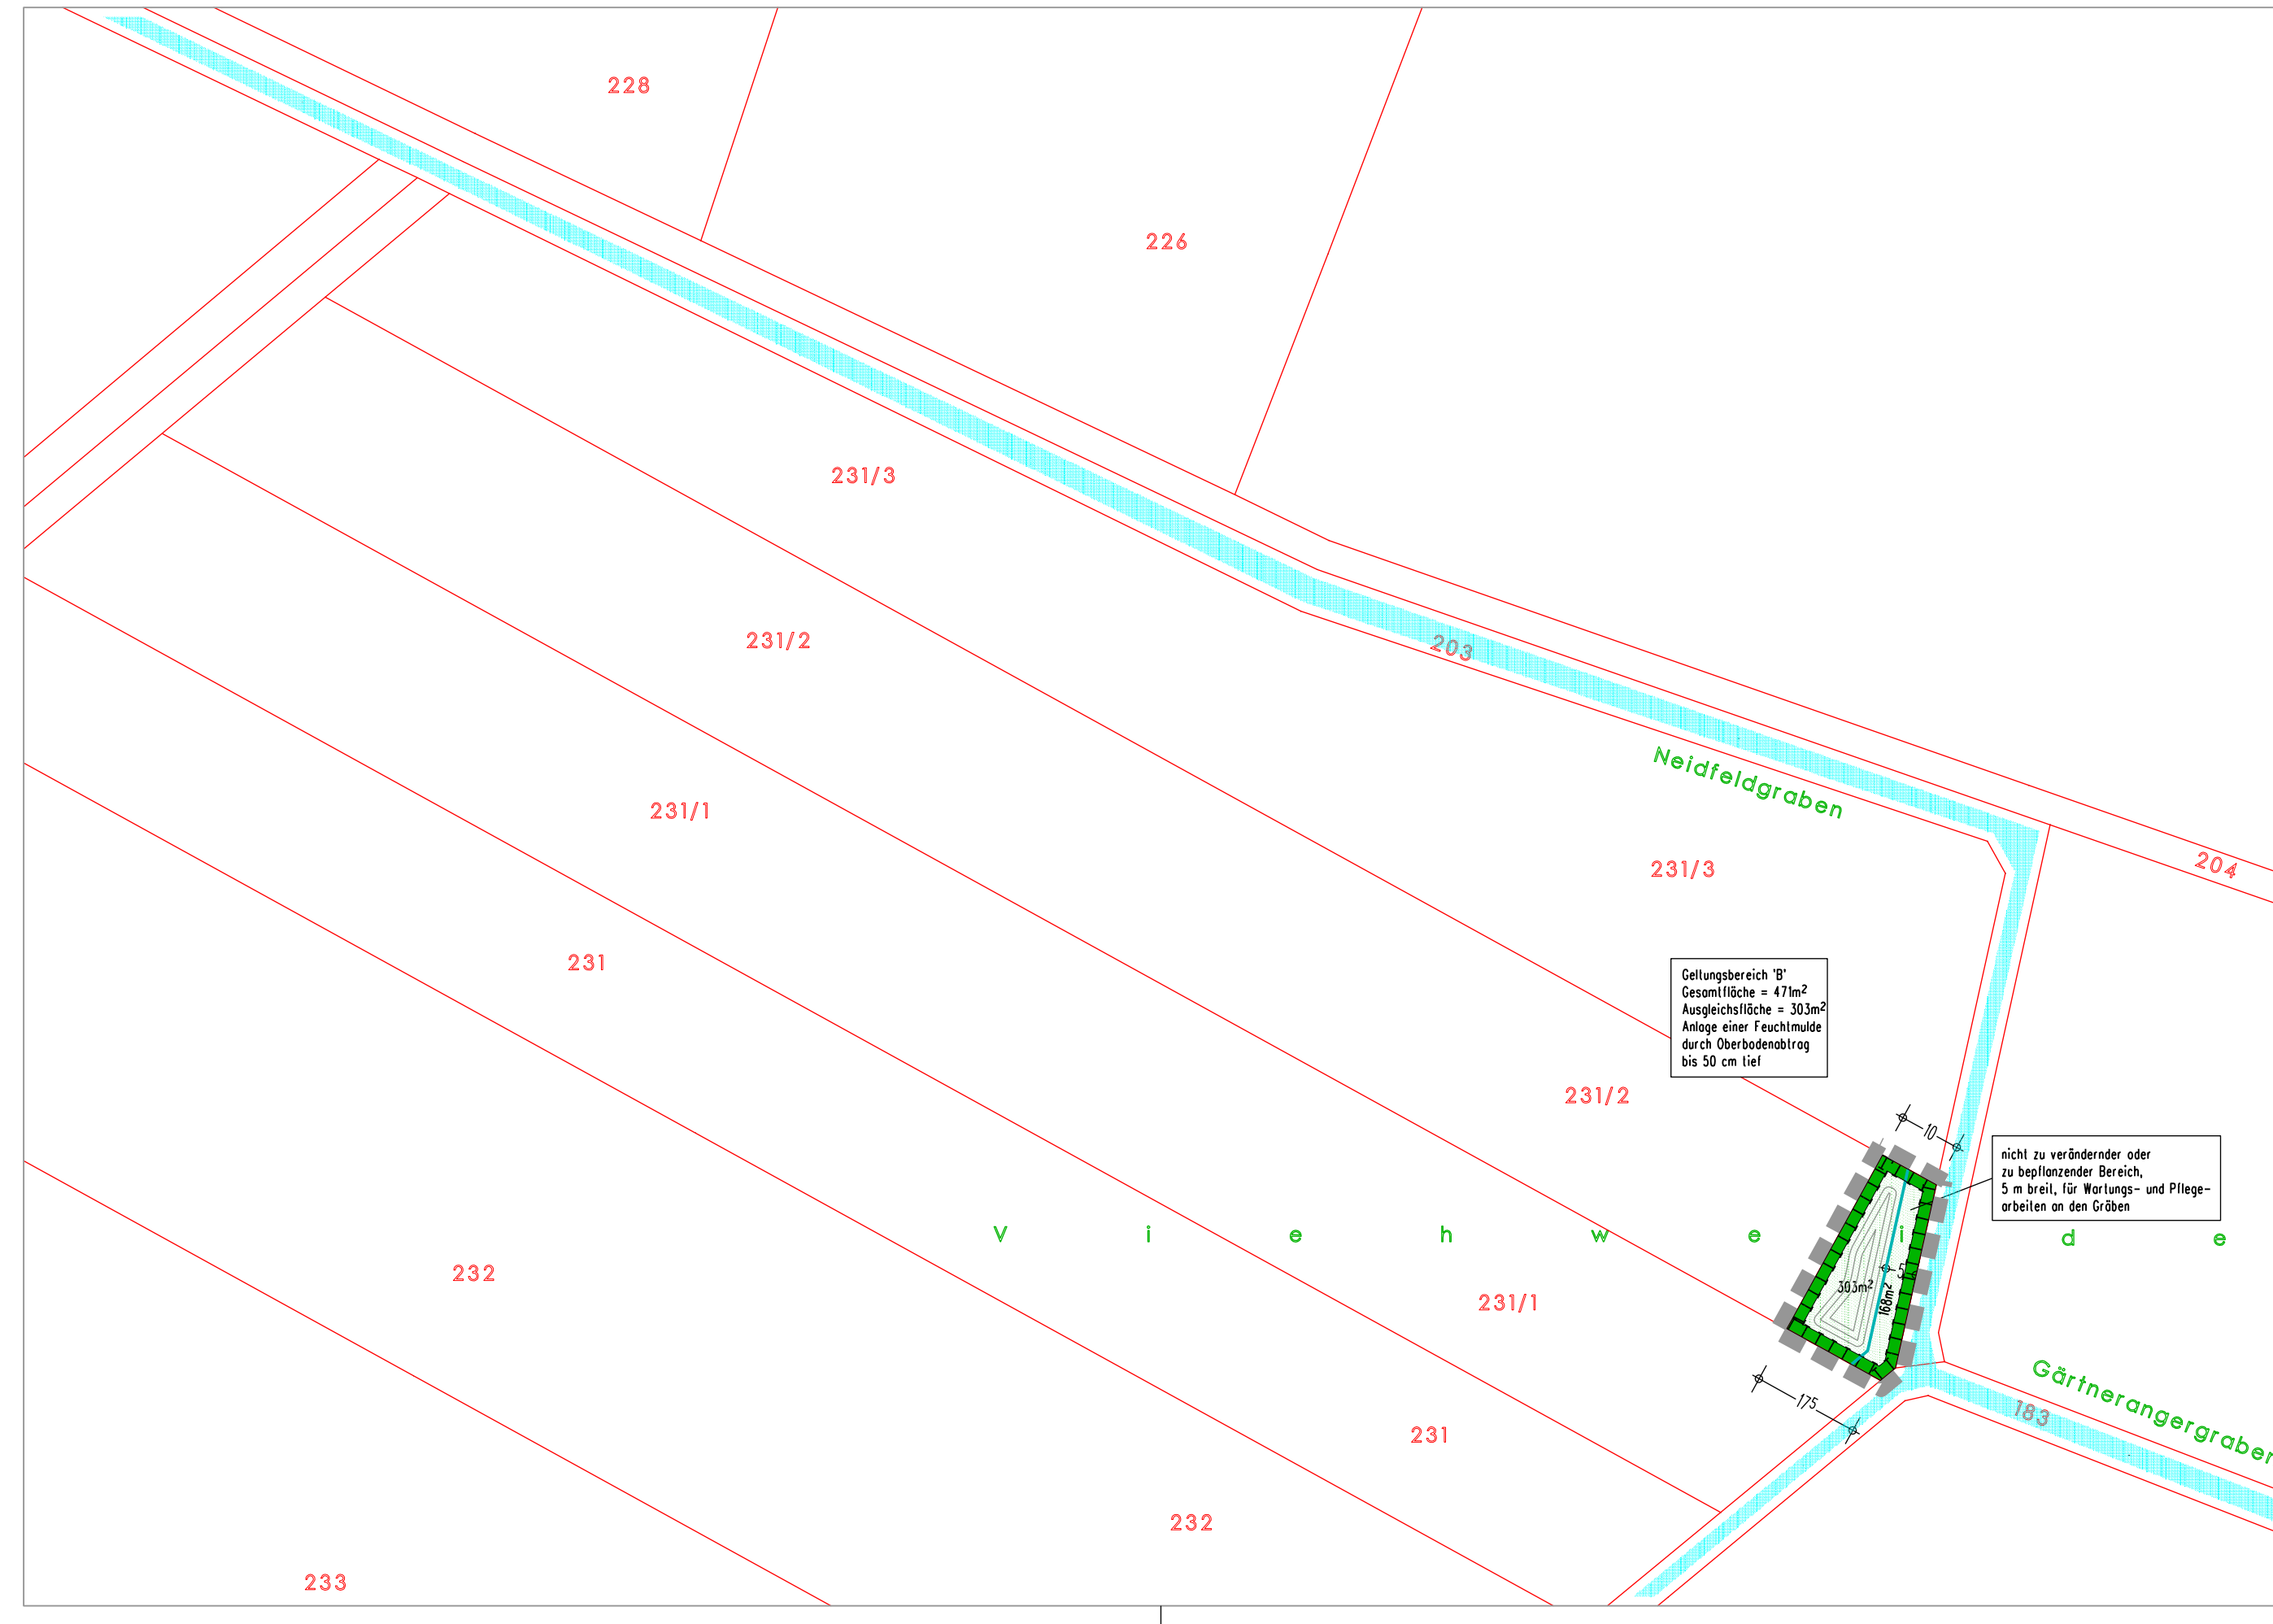 228
226
231/3
203
231/2
Neidfeldgraben
231/1
231/3
204
231
Geltungsbereich 'B'
Gesamtfläche = 471m²
Ausgleichsfläche = 303m²
Anlage einer Feuchtmulde
durch Oberbodenabtrag
bis 50 cm tief
231/2
10
nicht zu verändernder oder
zu bepflanzender Bereich,
5 m breit, für Wartungs- und Pflege-
arbeiten an den Gräben
V i e h w e i d e
232
5
303m²
168m²
231/1
Gärtnerangergraben
175
183
231
232
233